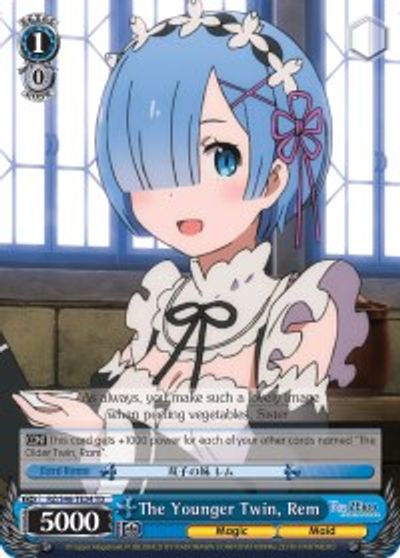 LEVEL
1
0
COST
As always, you make such a lovely image
when peeling vegetables, Sister
This card gets +1000 power for each of your other cards named "The
Older Twin, Ram".
Card Name
双子の妹 レム
The Younger Twin, Rem
5000
Magic
Maid